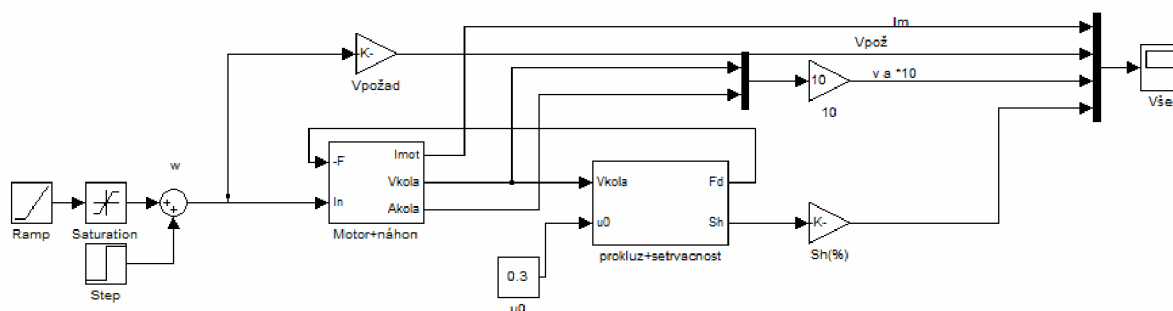 Im
-K-
Vpožad
Vpož
10
v a *10
10
Vše
w
-F
Imot
Vkola
In
Akola
Motor+náhon
Vkola
Fd
u0
Sh
prokluz+setrvacnost
-K-
Sh(%)
Ramp
Saturation
+
+
Step
0.3
u0